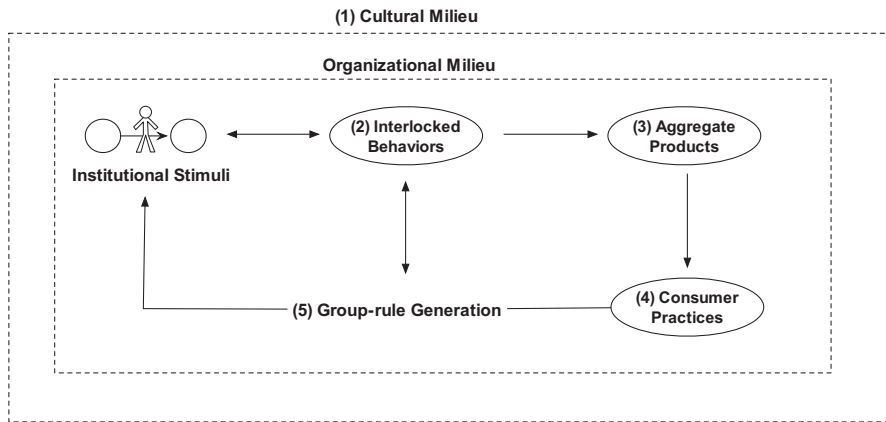 (1) Cultural Milieu
Organizational Milieu
(2) Interlocked
Behaviors
(3) Aggregate
Products
Institutional Stimuli
(5) Group-rule Generation
(4) Consumer
Practices